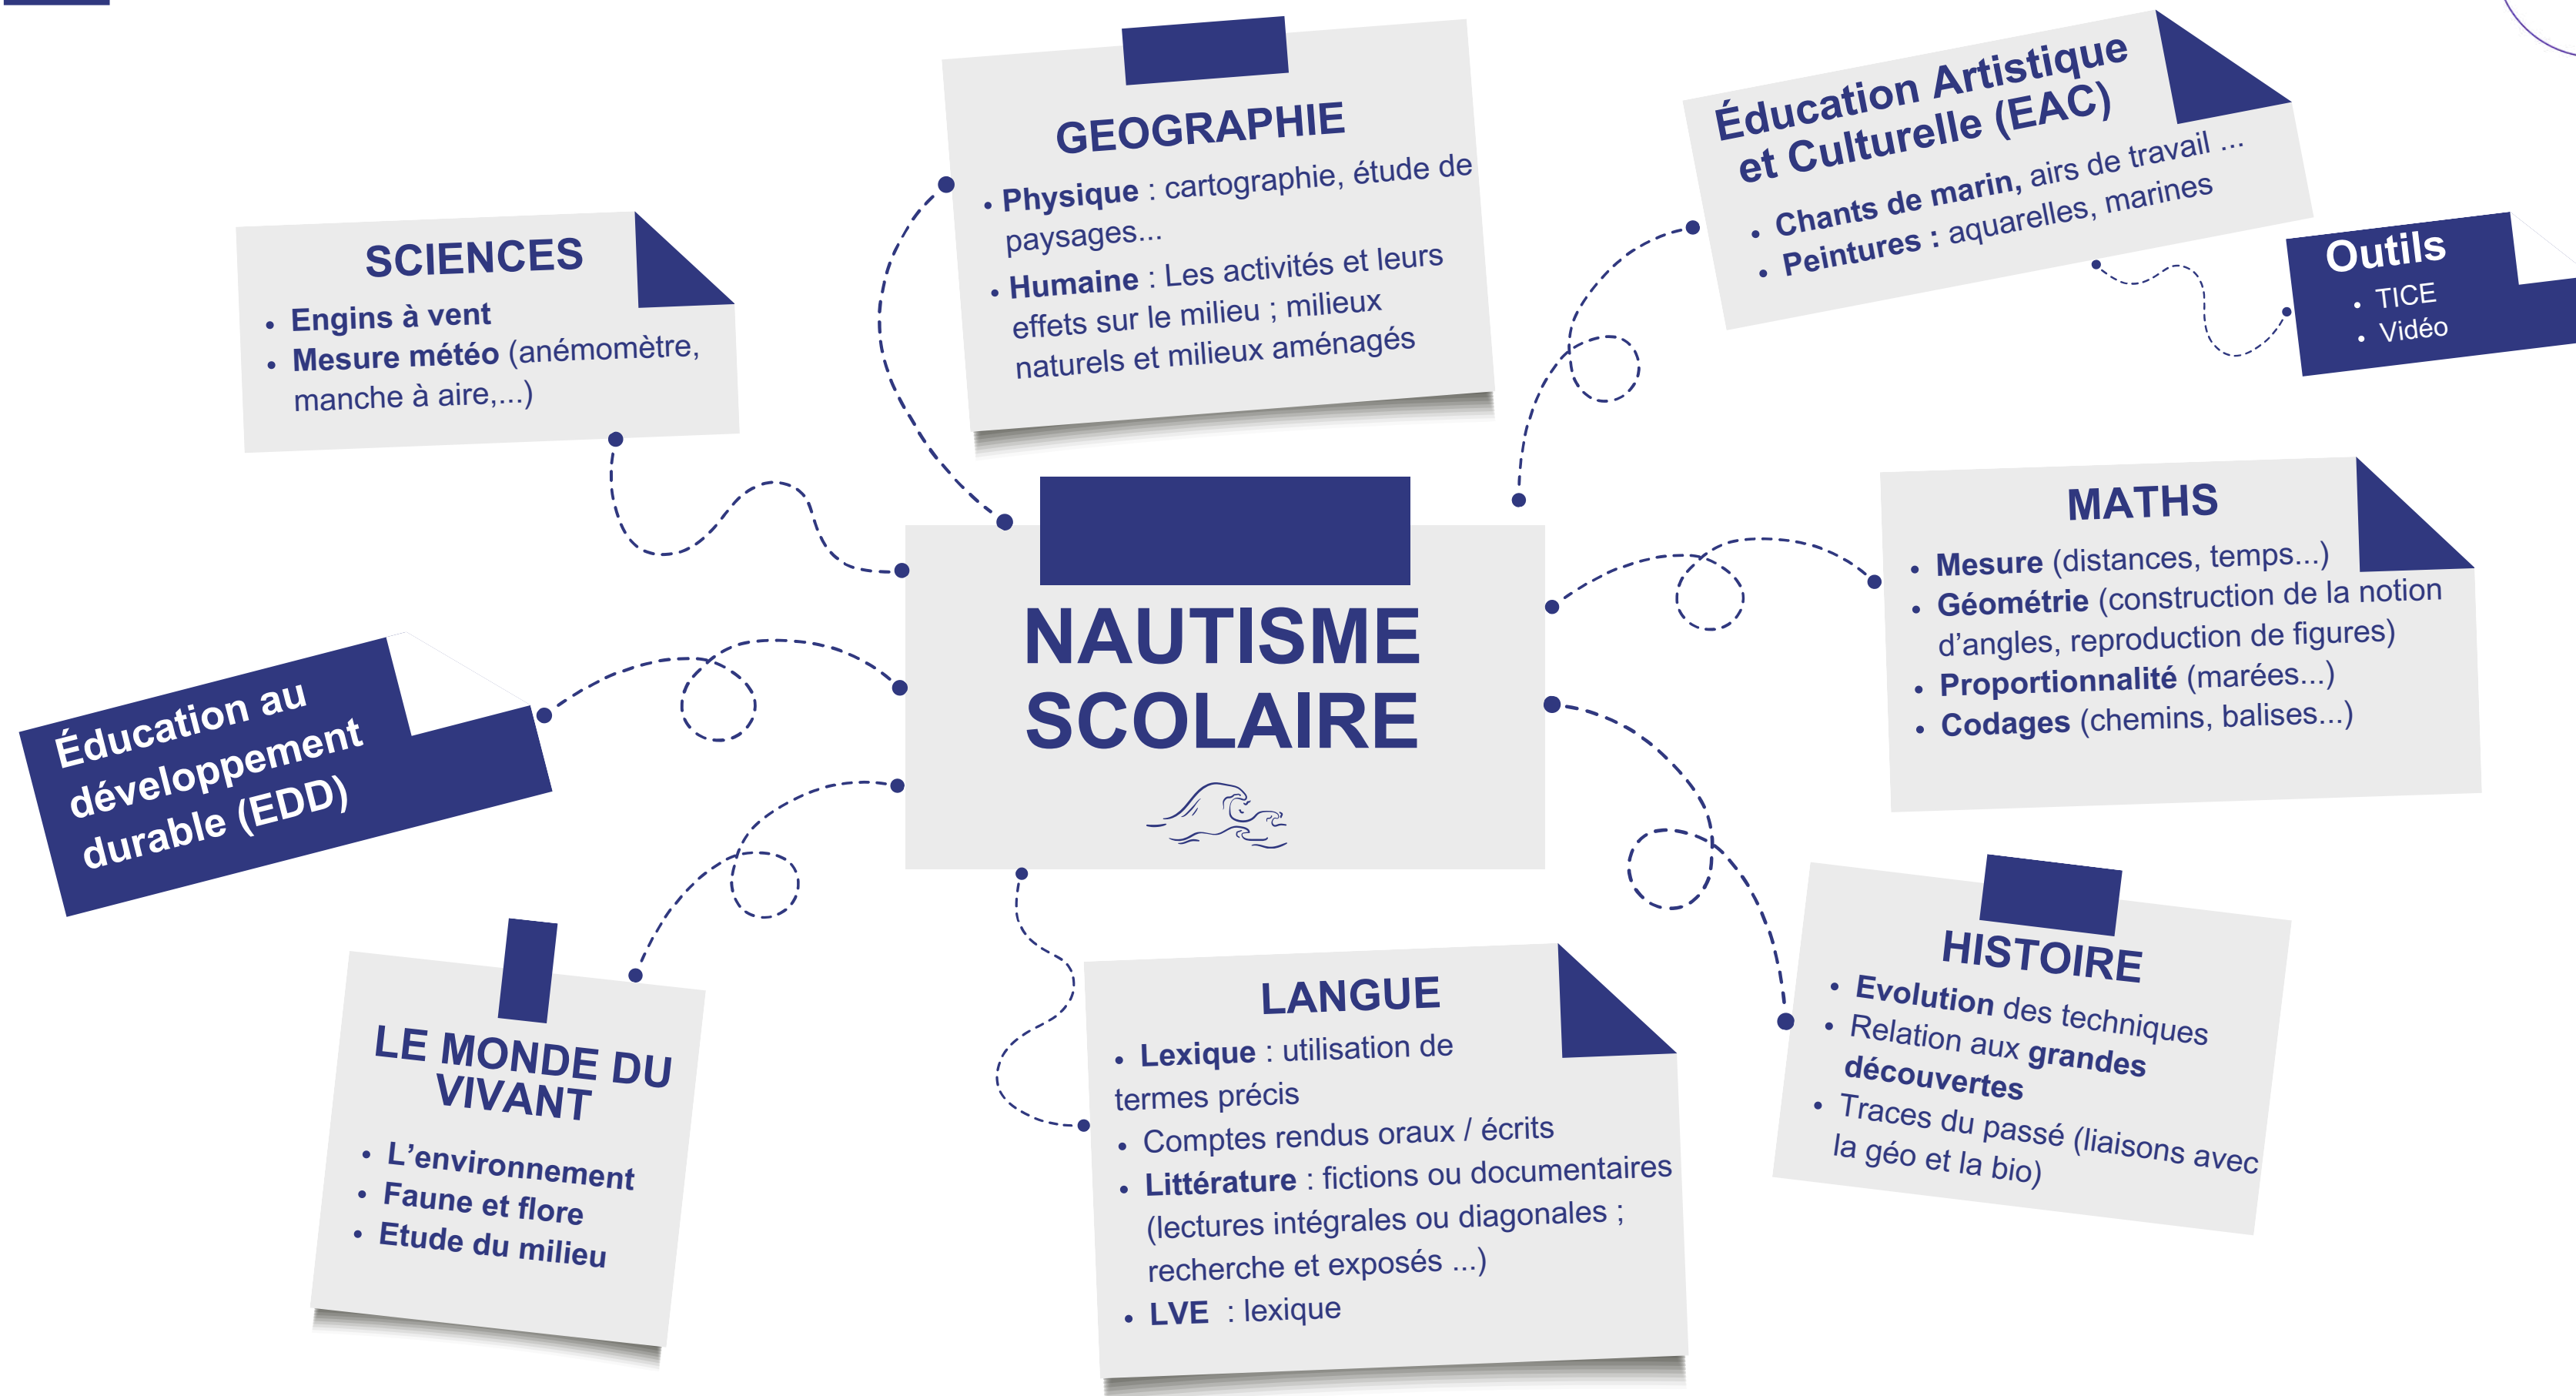 SCIENCES
• Engins à vent
• Mesure météo (anémomètre,
manche à aire,...)
GEOGRAPHIE
• Physique : cartographie, étude de
paysages...
• Humaine : Les activités et leurs
effets sur le milieu ; milieux
naturels et milieux aménagés
Éducation Artistique
et Culturelle (EAC)
• Chants de marin, airs de travail ...
• Peintures : aquarelles, marines
Outils
• TICE
• Vidéo
NAUTISME
SCOLAIRE
MATHS
• Mesure (distances, temps...)
• Géométrie (construction de la notion
d’angles, reproduction de figures)
• Proportionnalité (marées...)
• Codages (chemins, balises...)
Éducation au
développement
durable (EDD)
LE MONDE DU
VIVANT
• L’environnement
• Faune et flore
• Etude du milieu
LANGUE
• Lexique : utilisation de
termes précis
• Comptes rendus oraux / écrits
• Littérature : fictions ou documentaires
(lectures intégrales ou diagonales ;
recherche et exposés ...)
• LVE : lexique
HISTOIRE
• Evolution des techniques
• Relation aux grandes
découvertes
• Traces du passé (liaisons avec
la géo et la bio)